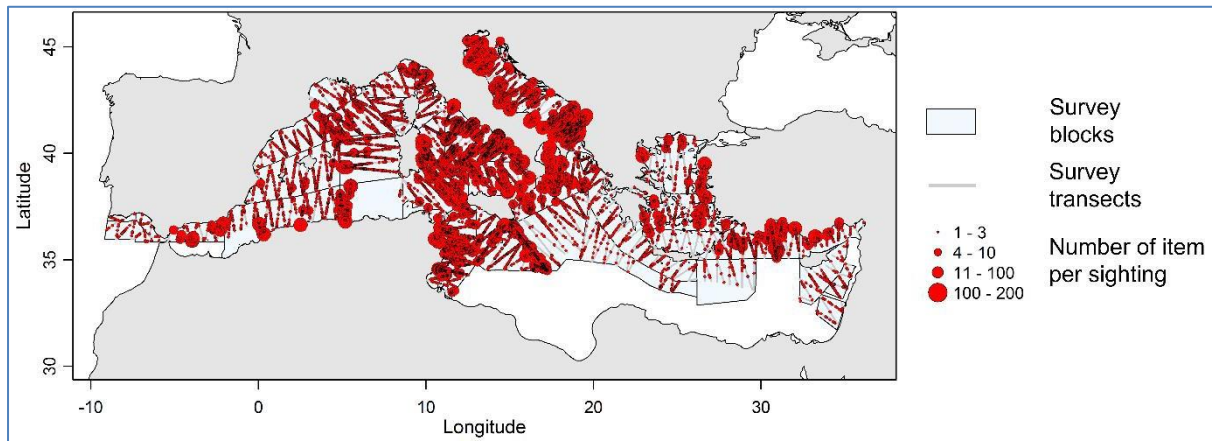 45
40
35
30
Latitude
-10
0
10
20
30
Longitude
Survey
blocks
Survey
transects
1 - 3
4 - 10
11 - 100
100 - 200
Number of item
per sighting